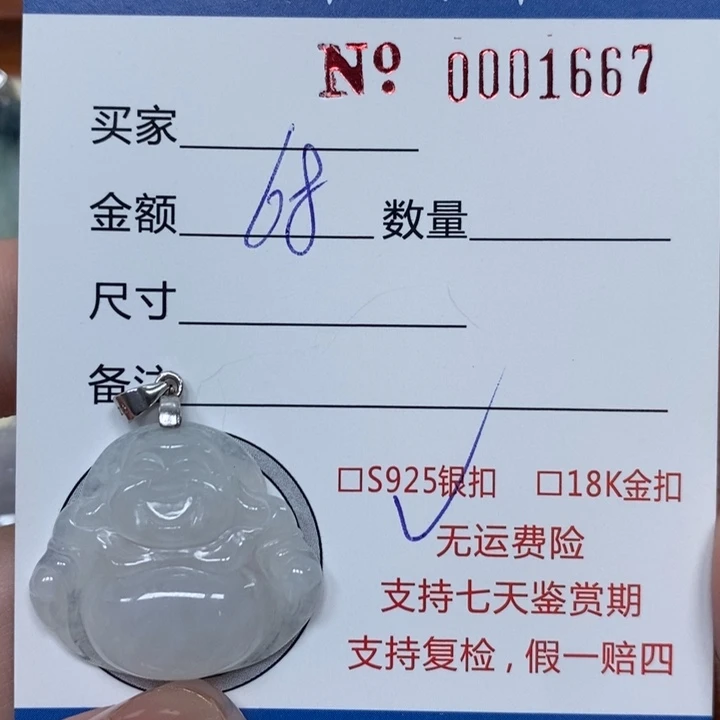 No 0001667
买家
金额 68 数量
尺寸
备注
□S925银扣 □18K金扣
无运费险
支持七天鉴赏期
支持复检,假一赔四